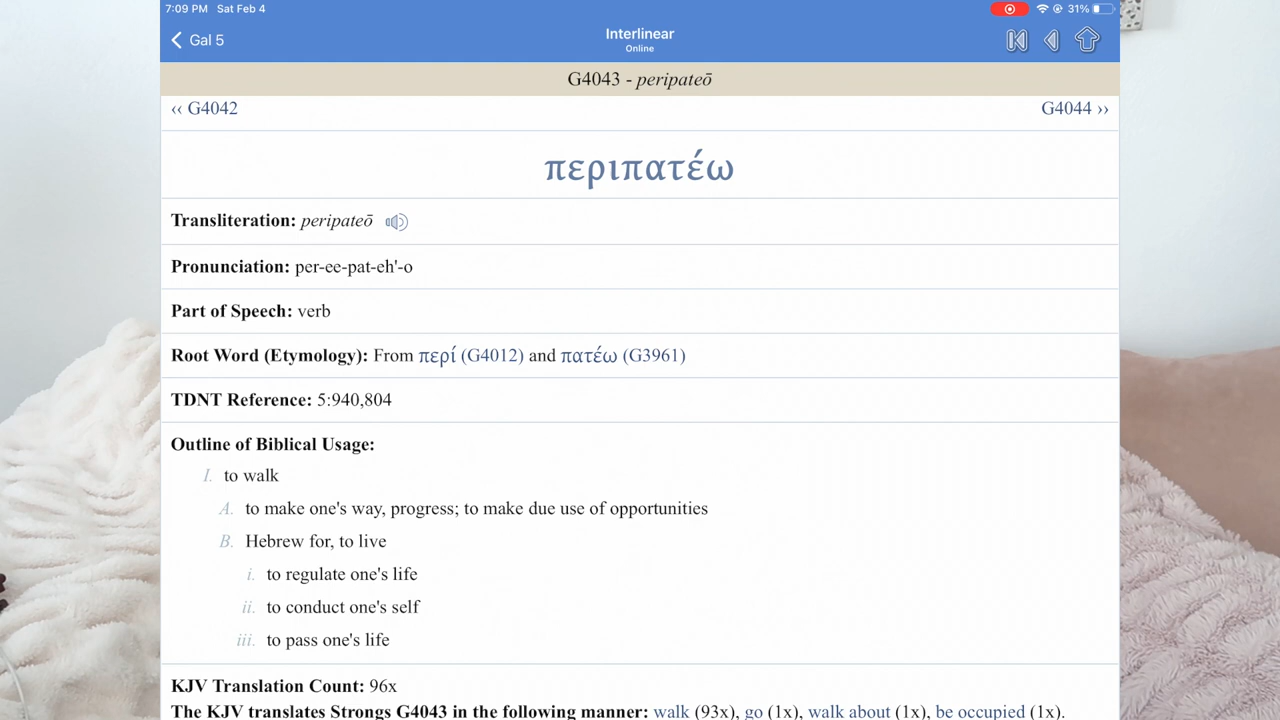 7:09 PM Sat Feb 4 31%
Gal 5
Interlinear
Online
G4043 - peripateō
‹‹ G4042 G4044 ››
περιπατέω
Transliteration: peripateō
Pronunciation: per-ee-pat-eh'-o
Part of Speech: verb
Root Word (Etymology): From περί (G4012) and πατέω (G3961)
TDNT Reference: 5:940,804
Outline of Biblical Usage:
I. to walk
A. to make one's way, progress; to make due use of opportunities
B. Hebrew for, to live
i. to regulate one's life
ii. to conduct one's self
iii. to pass one's life
KJV Translation Count: 96x
The KJV translates Strongs G4043 in the following manner: walk (93x), go (1x), walk about (1x), be occupied (1x).